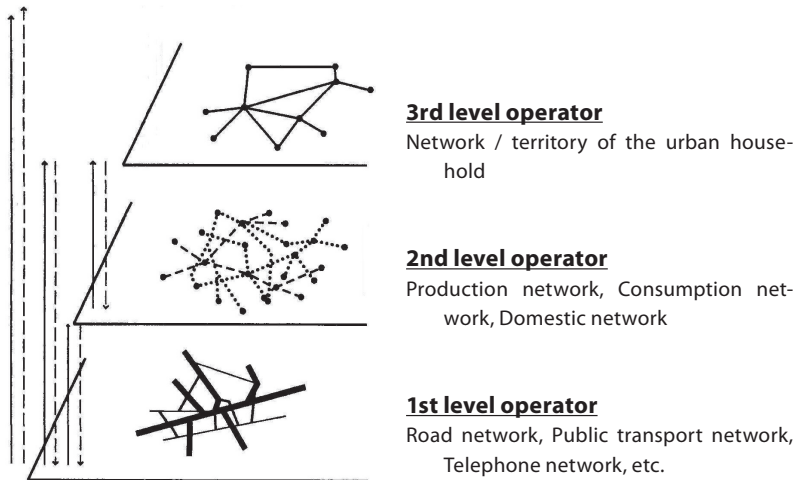 3rd level operator
Network / territory of the urban house-
hold
2nd level operator
Production network, Consumption net-
work, Domestic network
1st level operator
Road network, Public transport network,
Telephone network, etc.